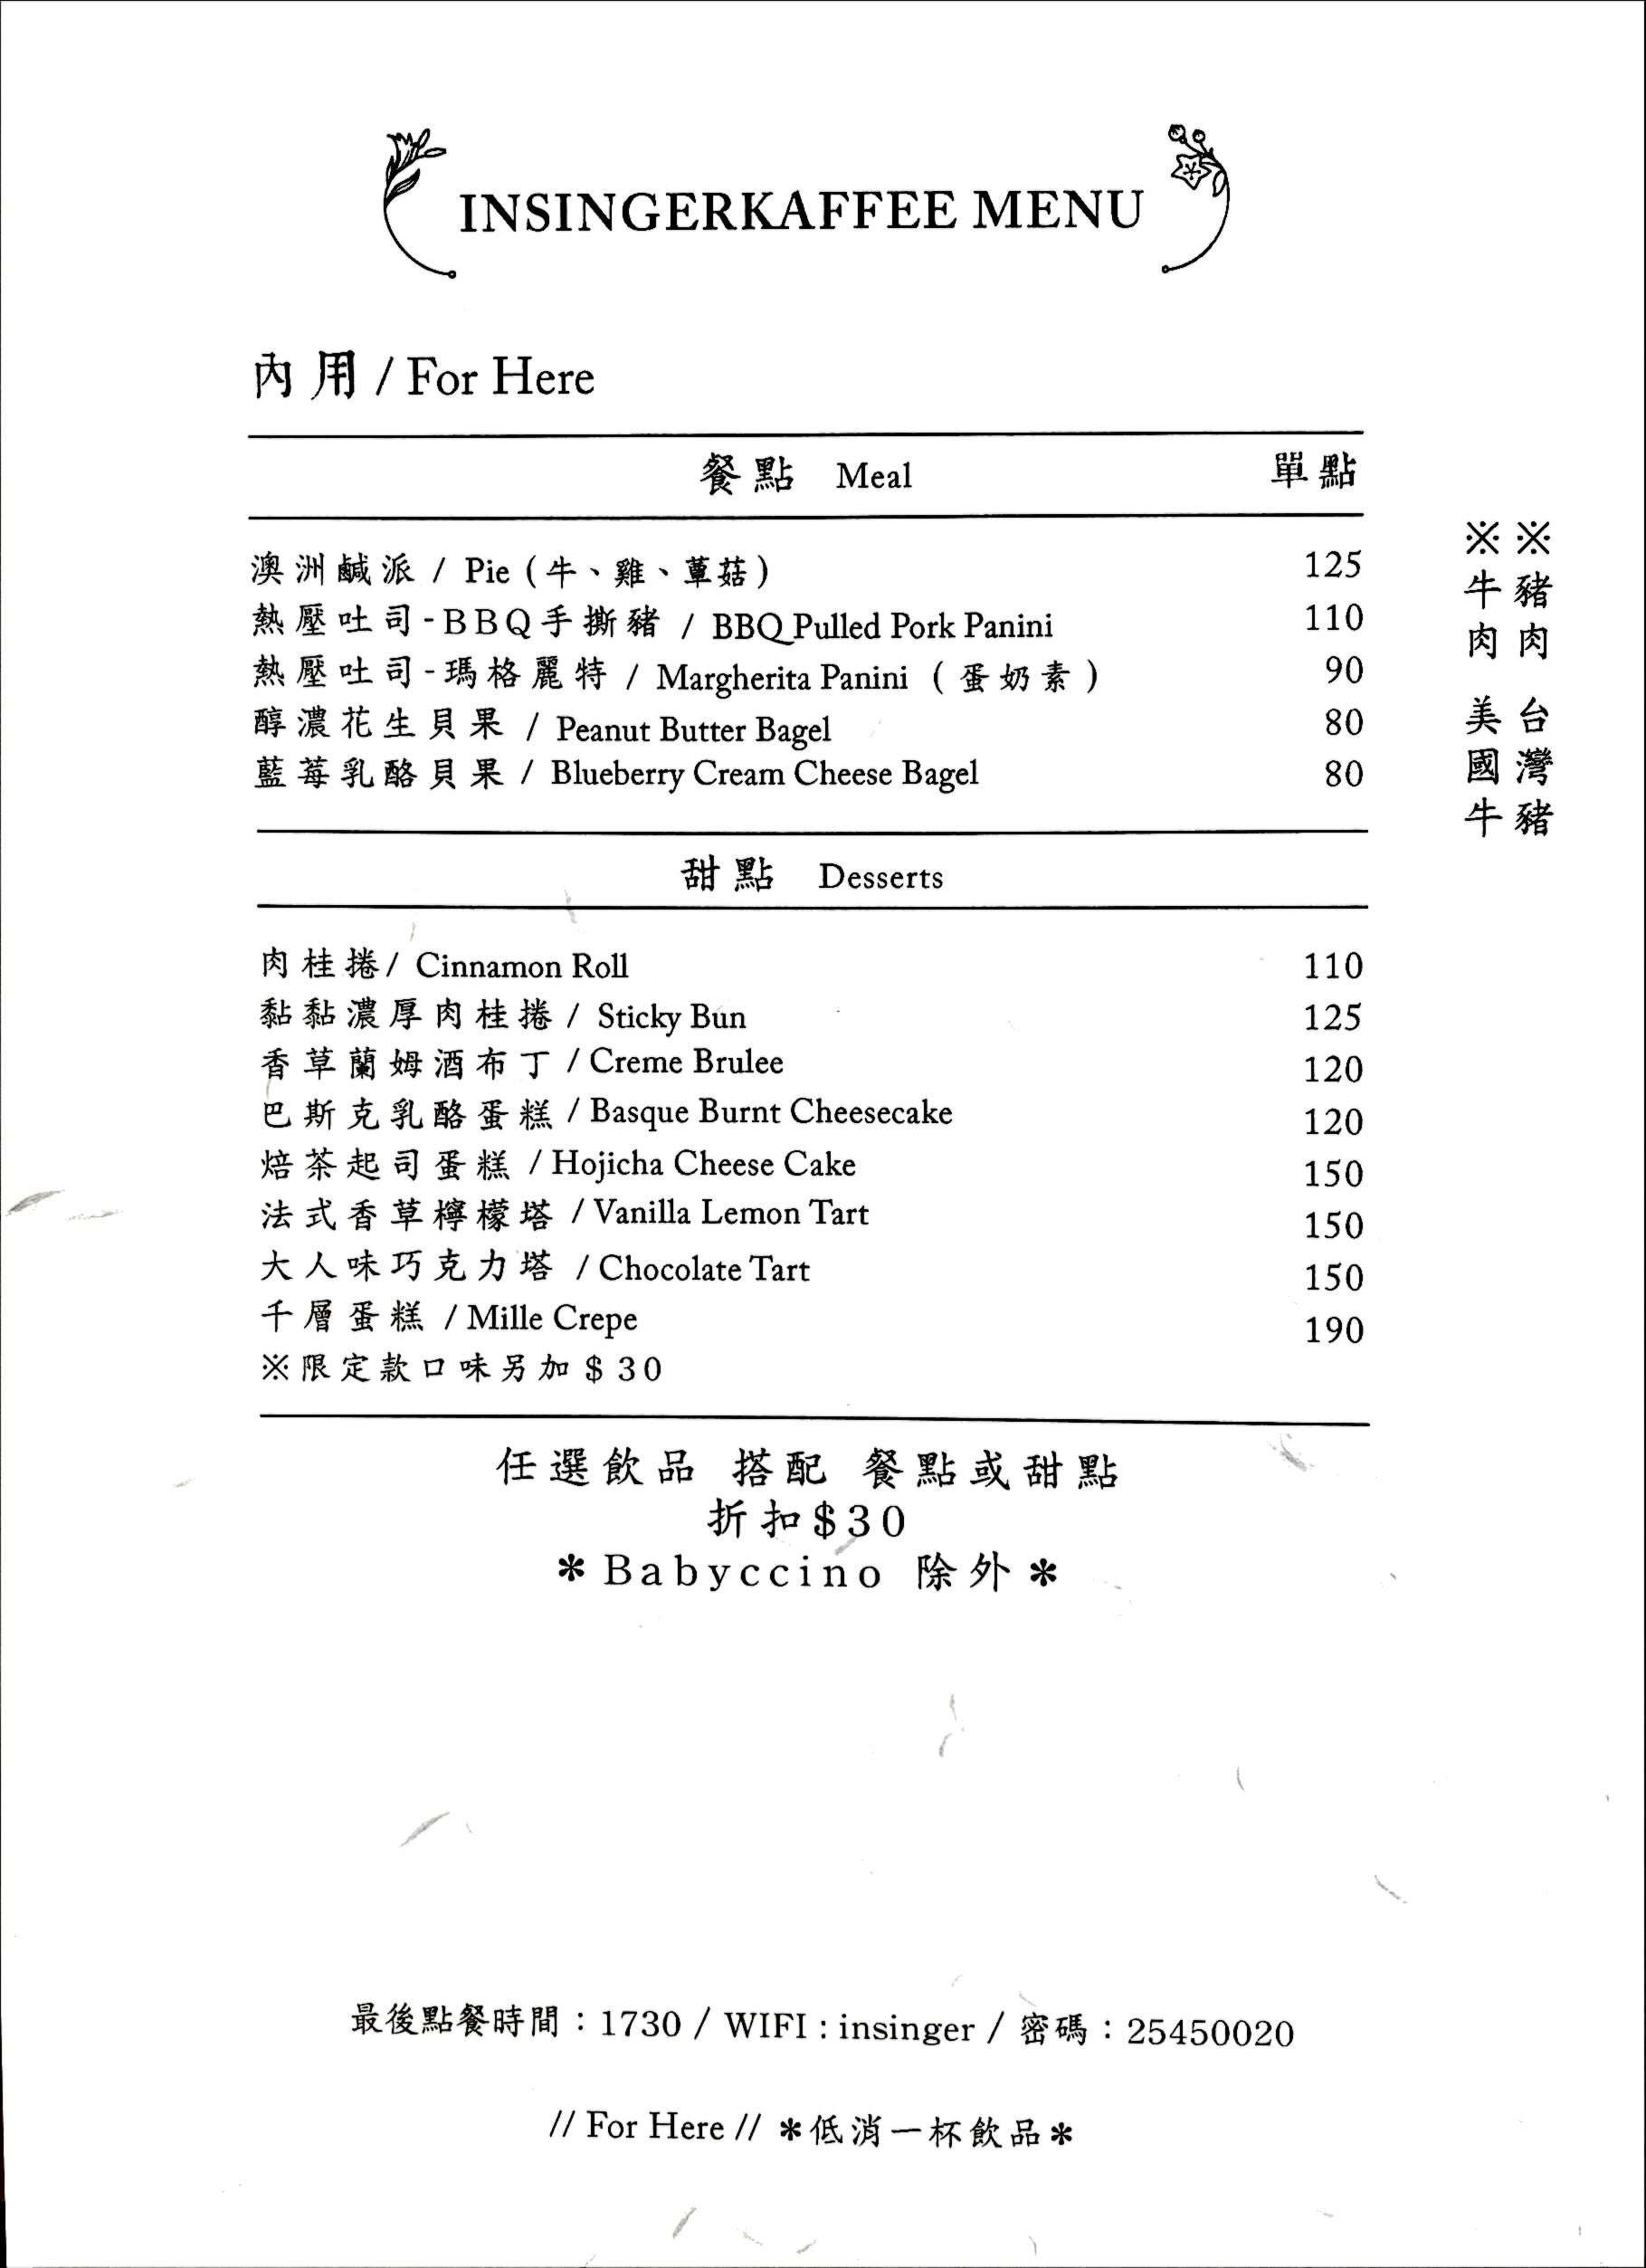 INSINGERKAFFEE MENU
內用 / For Here
餐點 Meal 單點
澳洲鹹派 / Pie (牛、雞、蕈菇) 125
熱壓吐司-BBQ手撕豬 / BBQ Pulled Pork Panini 110
熱壓吐司-瑪格麗特 / Margherita Panini (蛋奶素) 90
醇濃花生貝果 / Peanut Butter Bagel 80
藍莓乳酪貝果 / Blueberry Cream Cheese Bagel 80
※豬肉 台灣豬
※牛肉 美國牛
甜點 Desserts
肉桂捲/ Cinnamon Roll 110
黏黏濃厚肉桂捲 / Sticky Bun 125
香草蘭姆酒布丁 / Creme Brulee 120
巴斯克乳酪蛋糕 / Basque Burnt Cheesecake 120
焙茶起司蛋糕 / Hojicha Cheese Cake 150
法式香草檸檬塔 / Vanilla Lemon Tart 150
大人味巧克力塔 / Chocolate Tart 150
千層蛋糕 / Mille Crepe 190
※限定款口味另加$30
任選飲品 搭配 餐點或甜點
折扣$30
* Babyccino 除外 *
最後點餐時間：1730 / WIFI : insinger / 密碼：25450020
// For Here // *低消一杯飲品*